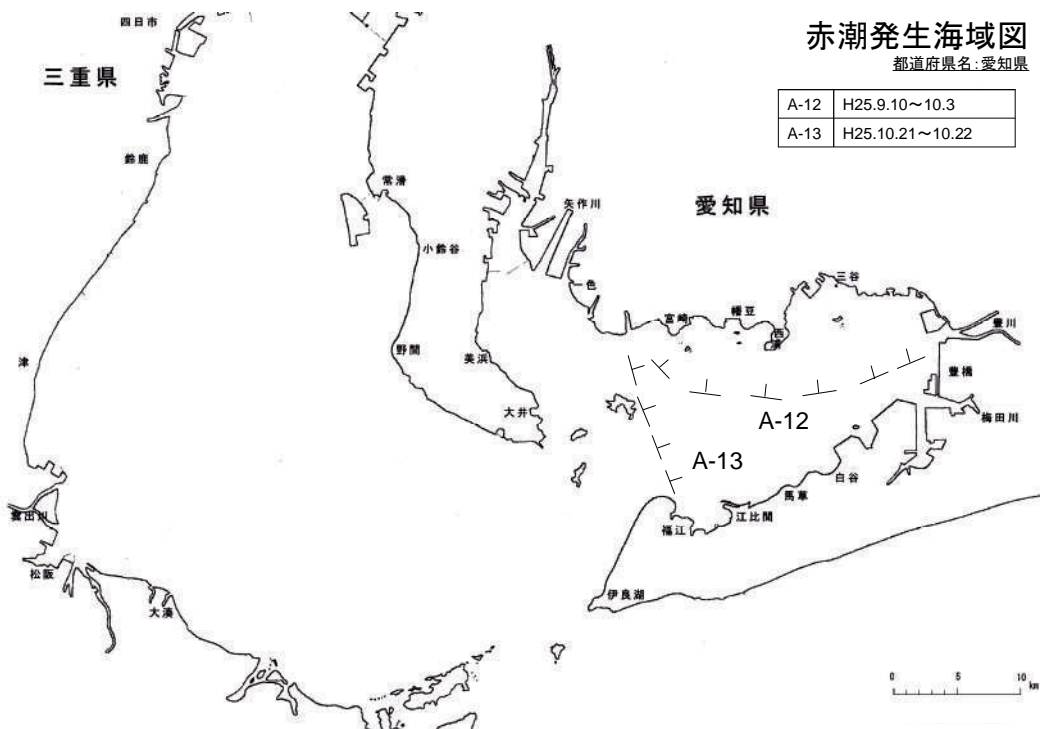 赤潮発生海域図
都道府県名:愛知県
A-12 H25.9.10~10.3
A-13 H25.10.21~10.22
四日市
三重県
鈴鹿
常滑
矢作川
愛知県
小鈴谷
一色
三谷
宮崎
幡豆
西浦
豊川
津
野間
美浜
豊橋
大井
A-12
梅田川
A-13
白谷
馬草
江比間
福江
雲出川
松阪
大湊
伊良湖
0 5 10
km